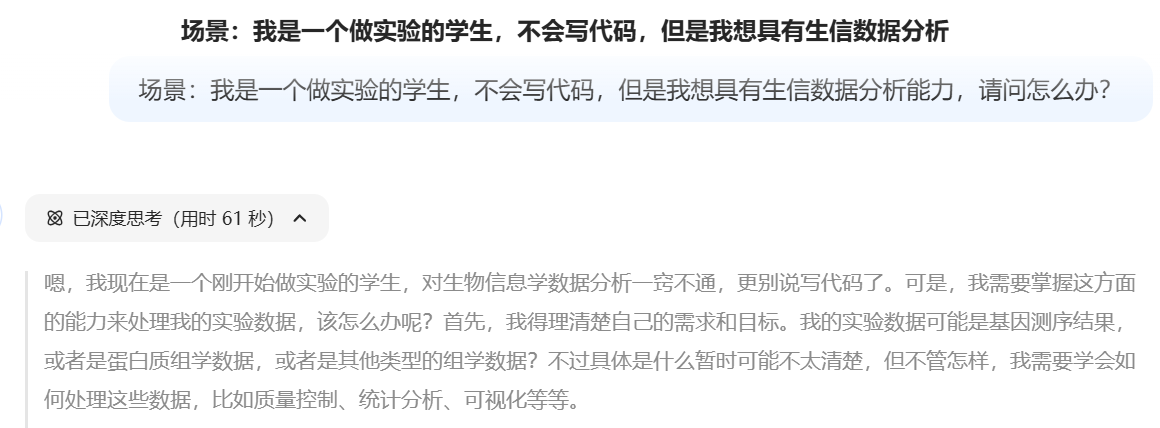 场景：我是一个做实验的学生，不会写代码，但是我想具有生信数据分析
场景：我是一个做实验的学生，不会写代码，但是我想具有生信数据分析能力，请问怎么办？
已深度思考（用时 61 秒）
嗯，我现在是一个刚开始做实验的学生，对生物信息学数据分析一窍不通，更别说写代码了。可是，我需要掌握这方面
的能力来处理我的实验数据，该怎么办呢？首先，我得理清楚自己的需求和目标。我的实验数据可能是基因测序结果，
或者是蛋白质组学数据，或者是其他类型的组学数据？不过具体是什么暂时可能不太清楚，但不管怎样，我需要学会如
何处理这些数据，比如质量控制、统计分析、可视化等等。